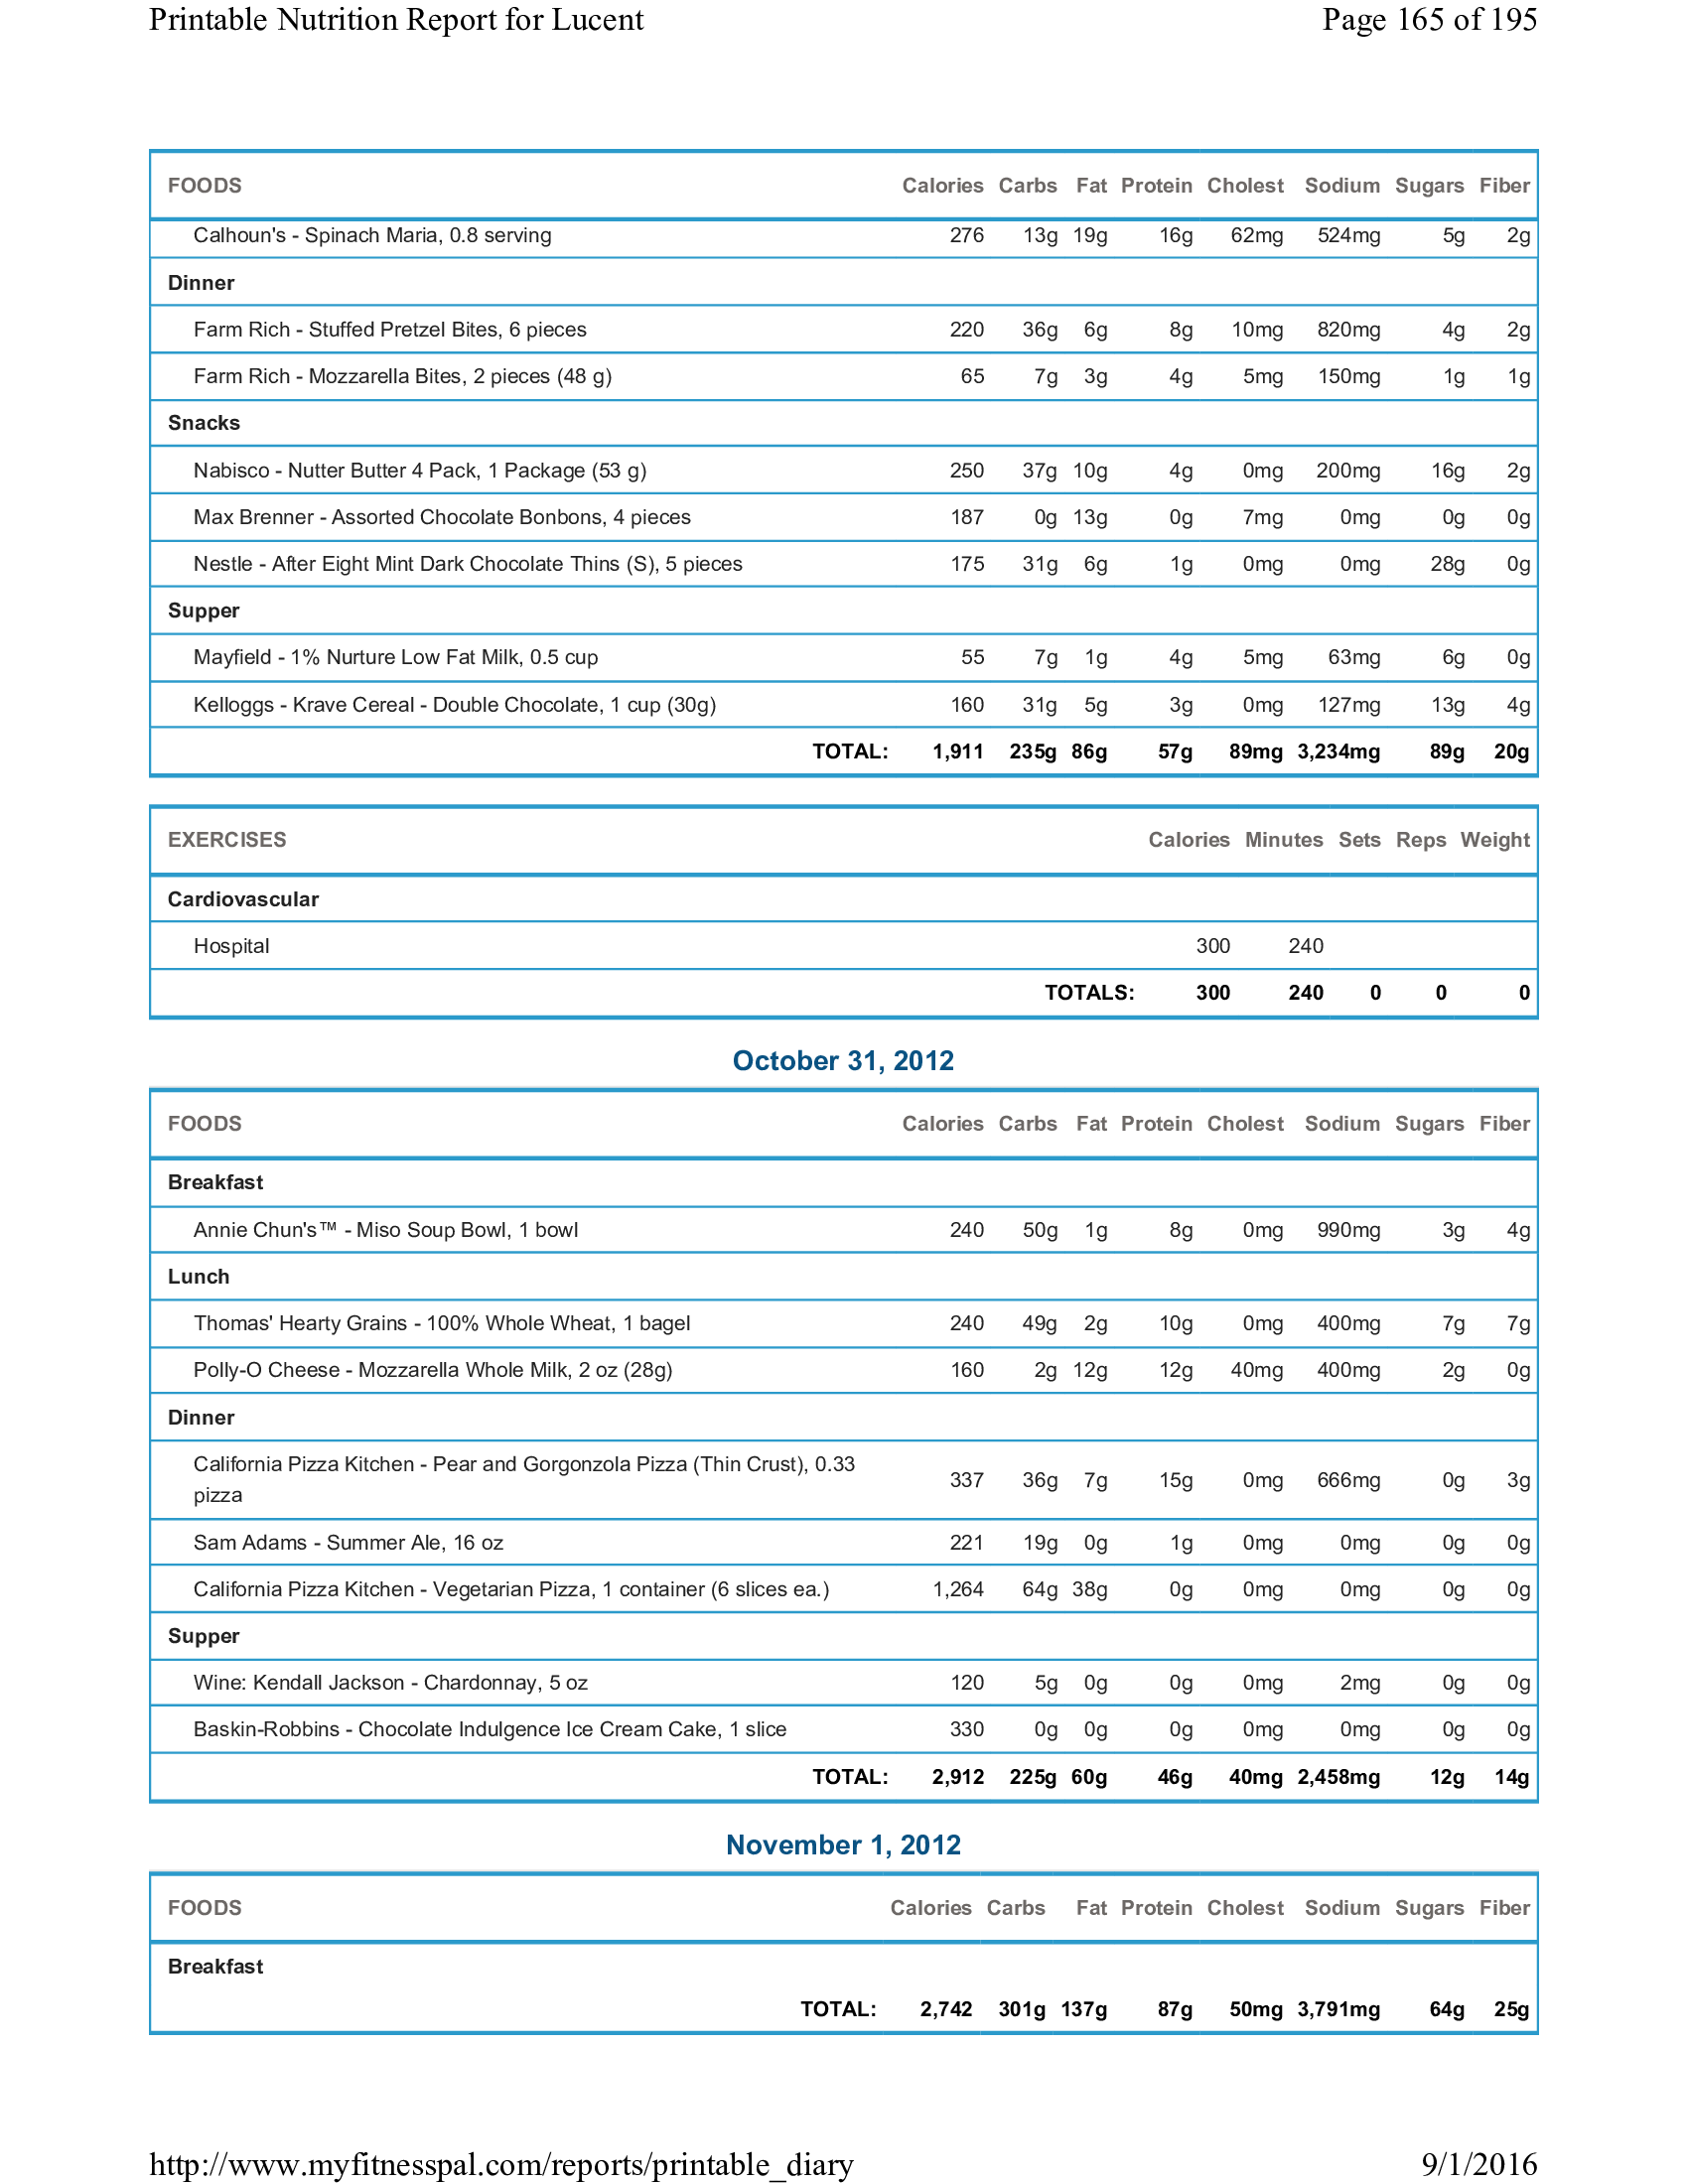 Printable Nutrition Report for Lucent Page 165 of 195
FOODS Calories Carbs Fat Protein Cholest Sodium Sugars Fiber
Calhoun's - Spinach Maria, 0.8 serving 276 13g 19g 16g 62mg 524mg 5g 2g
Dinner
Farm Rich - Stuffed Pretzel Bites, 6 pieces 220 36g 6g 8g 10mg 820mg 4g 2g
Farm Rich - Mozzarella Bites, 2 pieces (48 g) 65 7g 3g 4g 5mg 150mg 1g 1g
Snacks
Nabisco - Nutter Butter 4 Pack, 1 Package (53 g) 250 37g 10g 4g 0mg 200mg 16g 2g
Max Brenner - Assorted Chocolate Bonbons, 4 pieces 187 0g 13g 0g 7mg 0mg 0g 0g
Nestle - After Eight Mint Dark Chocolate Thins (S), 5 pieces 175 31g 6g 1g 0mg 0mg 28g 0g
Supper
Mayfield - 1% Nurture Low Fat Milk, 0.5 cup 55 7g 1g 4g 5mg 63mg 6g 0g
Kelloggs - Krave Cereal - Double Chocolate, 1 cup (30g) 160 31g 5g 3g 0mg 127mg 13g 4g
TOTAL: 1,911 235g 86g 57g 89mg 3,234mg 89g 20g
EXERCISES Calories Minutes Sets Reps Weight
Cardiovascular
Hospital 300 240
TOTALS: 300 240 0 0 0
October 31, 2012
FOODS Calories Carbs Fat Protein Cholest Sodium Sugars Fiber
Breakfast
Annie Chun's™ - Miso Soup Bowl, 1 bowl 240 50g 1g 8g 0mg 990mg 3g 4g
Lunch
Thomas' Hearty Grains - 100% Whole Wheat, 1 bagel 240 49g 2g 10g 0mg 400mg 7g 7g
Polly-O Cheese - Mozzarella Whole Milk, 2 oz (28g) 160 2g 12g 12g 40mg 400mg 2g 0g
Dinner
California Pizza Kitchen - Pear and Gorgonzola Pizza (Thin Crust), 0.33
pizza 337 36g 7g 15g 0mg 666mg 0g 3g
Sam Adams - Summer Ale, 16 oz 221 19g 0g 1g 0mg 0mg 0g 0g
California Pizza Kitchen - Vegetarian Pizza, 1 container (6 slices ea.) 1,264 64g 38g 0g 0mg 0mg 0g 0g
Supper
Wine: Kendall Jackson - Chardonnay, 5 oz 120 5g 0g 0g 0mg 2mg 0g 0g
Baskin-Robbins - Chocolate Indulgence Ice Cream Cake, 1 slice 330 0g 0g 0g 0mg 0mg 0g 0g
TOTAL: 2,912 225g 60g 46g 40mg 2,458mg 12g 14g
November 1, 2012
FOODS Calories Carbs Fat Protein Cholest Sodium Sugars Fiber
Breakfast
TOTAL: 2,742 301g 137g 87g 50mg 3,791mg 64g 25g
http://www.myfitnesspal.com/reports/printable_diary 9/1/2016